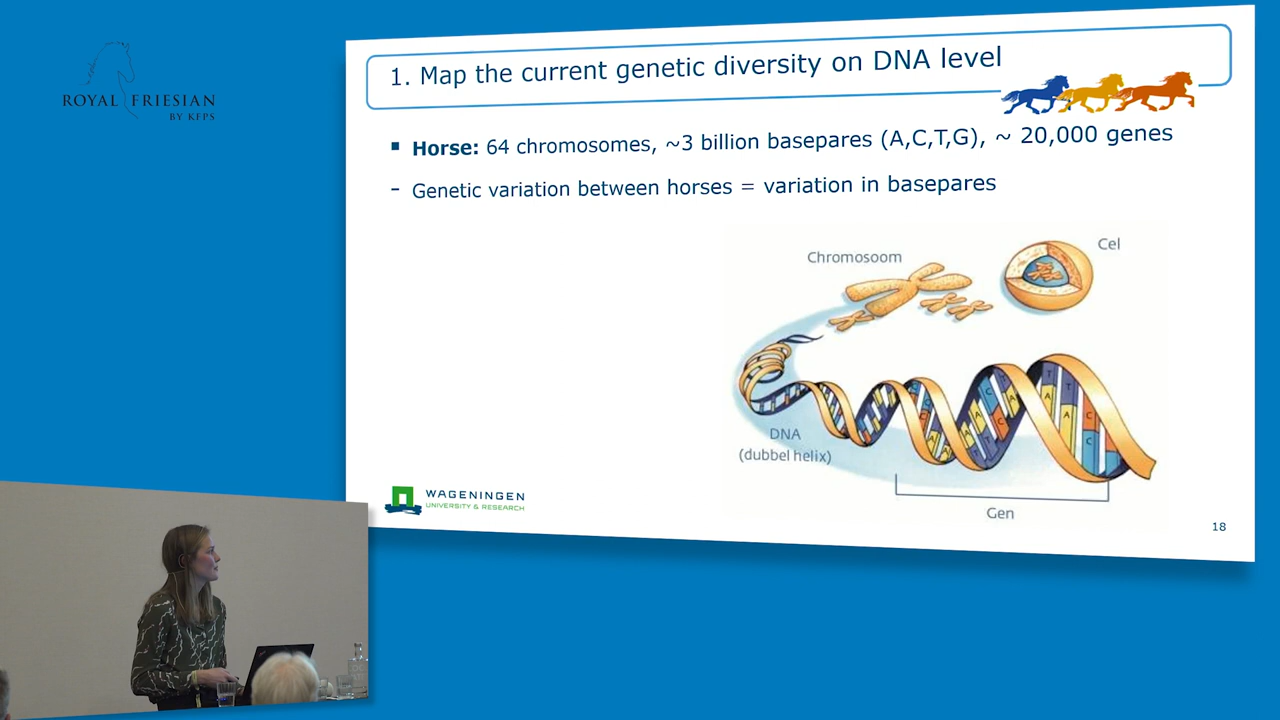 ROYAL FRIESIAN
BY KFPS
1. Map the current genetic diversity on DNA level
Horse: 64 chromosomes, ~3 billion basepares (A,C,T,G), ~ 20,000 genes
- Genetic variation between horses = variation in basepares
Chromosoom
Cel
DNA
(dubbel helix)
Gen
WAGENINGEN
UNIVERSITY & RESEARCH
18